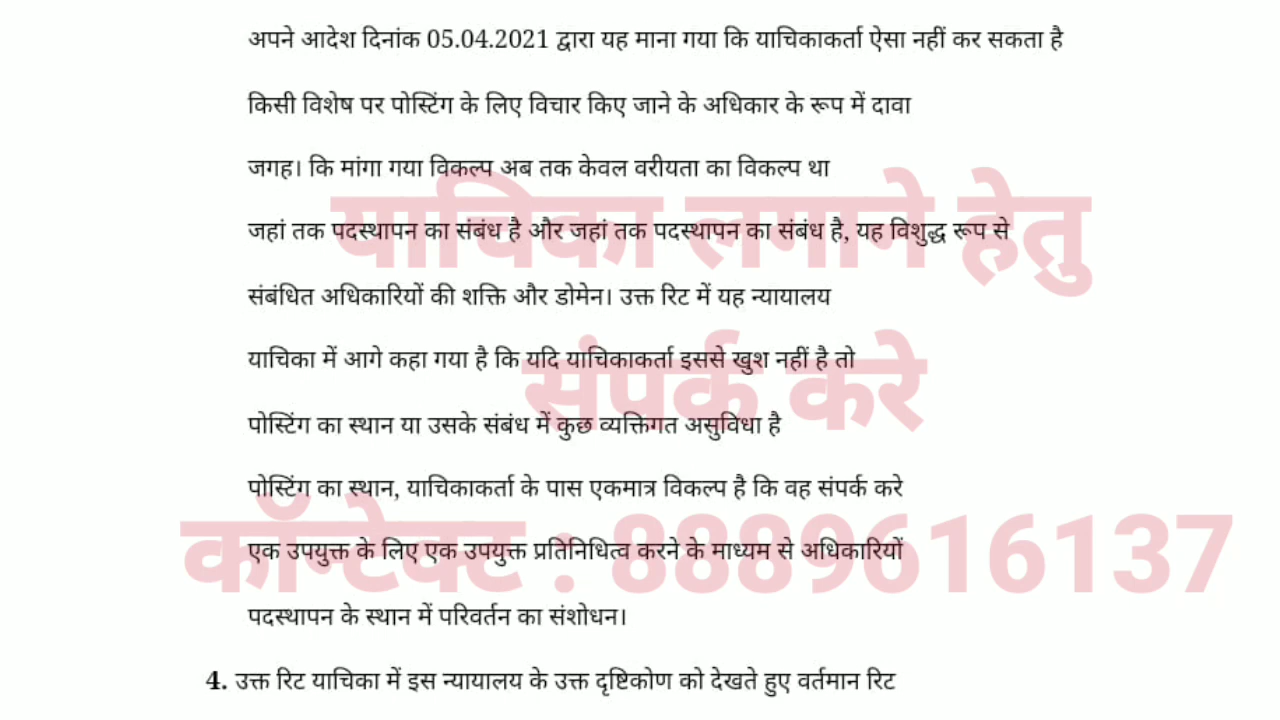 अपने आदेश दिनांक 05.04.2021 द्वारा यह माना गया कि याचिकाकर्ता ऐसा नहीं कर सकता है
किसी विशेष पर पोस्टिंग के लिए विचार किए जाने के अधिकार के रूप में दावा
जगह। कि मांगा गया विकल्प अब तक केवल वरीयता का विकल्प था
जहां तक पदस्थापन का संबंध है और जहां तक पदस्थापन का संबंध है, यह विशुद्ध रूप से
संबंधित अधिकारियों की शक्ति और डोमेन। उक्त रिट में यह न्यायालय
याचिका में आगे कहा गया है कि यदि याचिकाकर्ता इससे खुश नहीं है तो
पोस्टिंग का स्थान या उसके संबंध में कुछ व्यक्तिगत असुविधा है
पोस्टिंग का स्थान, याचिकाकर्ता के पास एकमात्र विकल्प है कि वह संपर्क करे
एक उपयुक्त के लिए एक उपयुक्त प्रतिनिधित्व करने के माध्यम से अधिकारियों
पदस्थापन के स्थान में परिवर्तन का संशोधन।
4. उक्त रिट याचिका में इस न्यायालय के उक्त दृष्टिकोण को देखते हुए वर्तमान रिट
याचिका लगाने हेतु
संपर्क करे
कॉन्टेक्ट : 8889616137